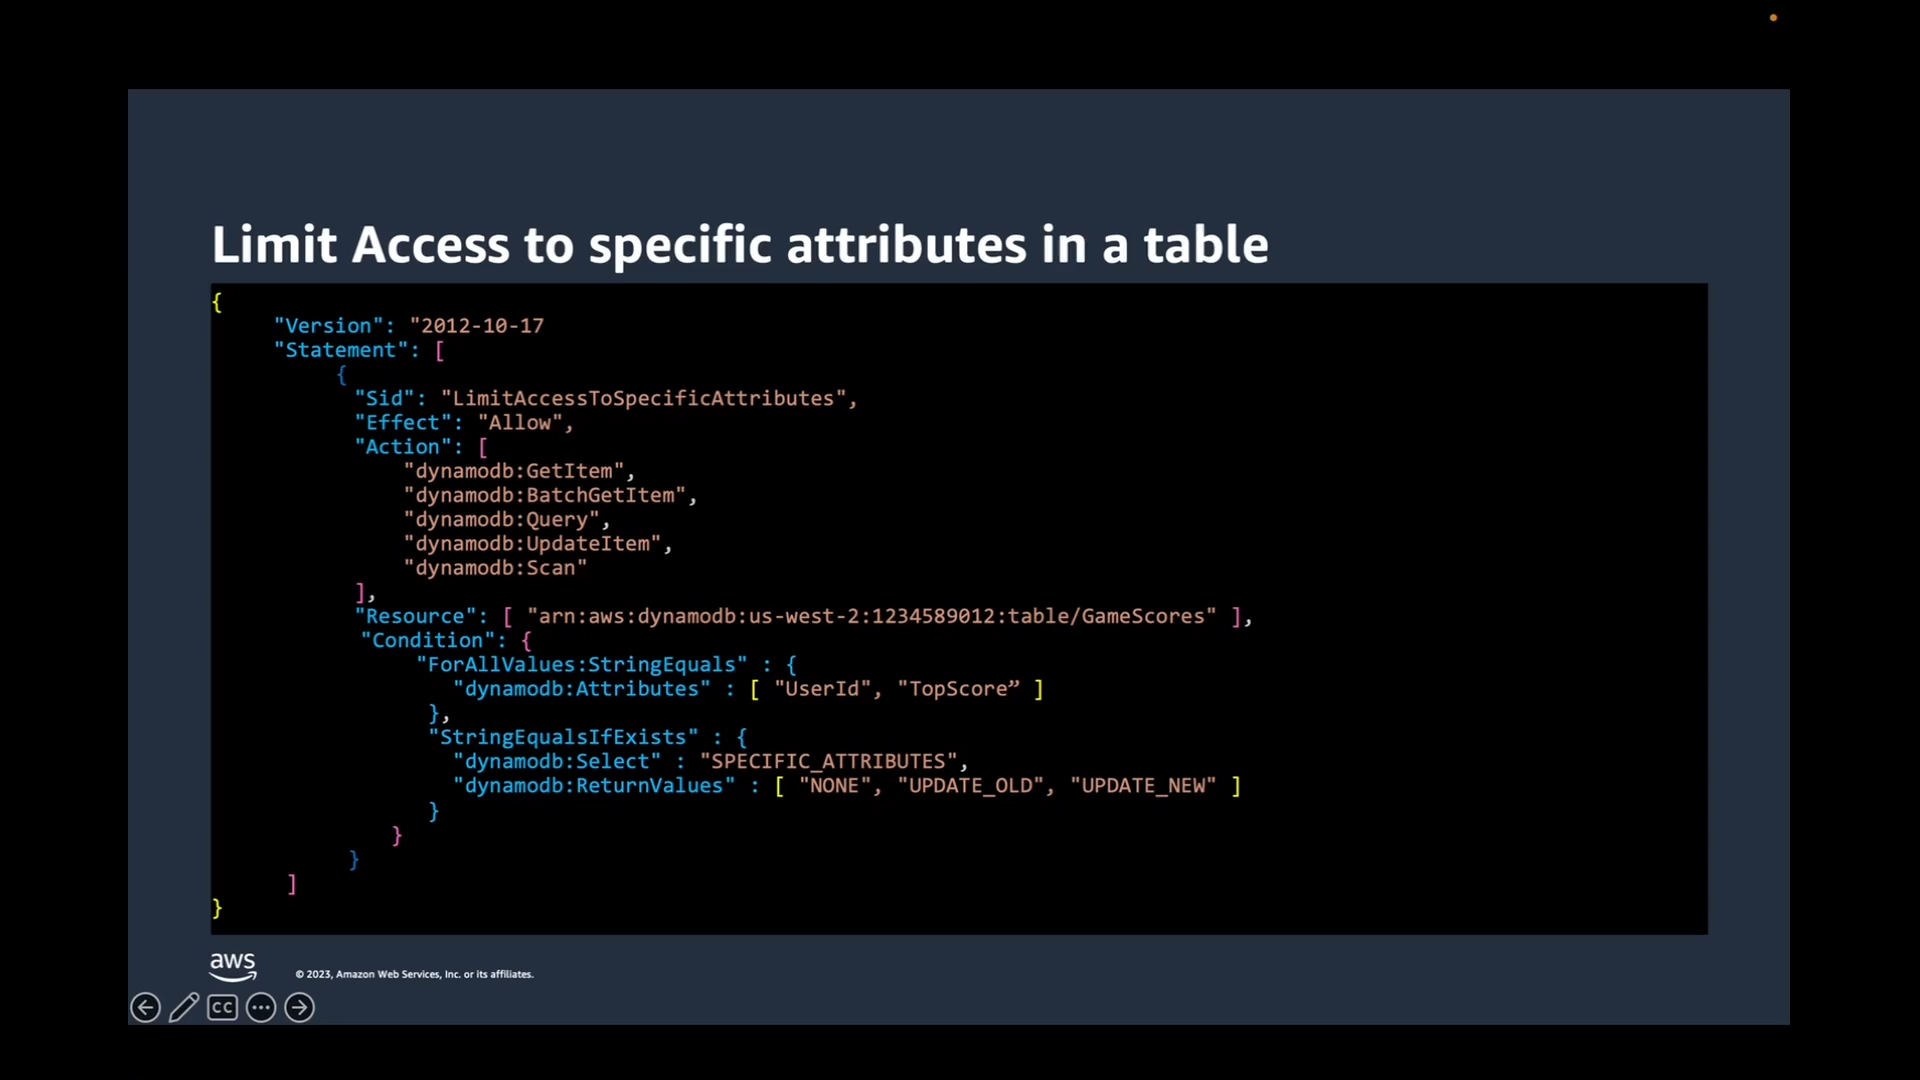 Limit Access to specific attributes in a table
{
"Version": "2012-10-17
"Statement": [
{
"Sid": "LimitAccessToSpecificAttributes",
"Effect": "Allow",
"Action": [
"dynamodb:GetItem",
"dynamodb:BatchGetItem",
"dynamodb:Query",
"dynamodb:UpdateItem",
"dynamodb:Scan"
],
"Resource": [ "arn:aws:dynamodb:us-west-2:1234589012:table/GameScores" ],
"Condition": {
"ForAllValues:StringEquals" : {
"dynamodb:Attributes" : [ "UserId", "TopScore” ]
},
"StringEqualsIfExists" : {
"dynamodb:Select" : "SPECIFIC_ATTRIBUTES",
"dynamodb:ReturnValues" : [ "NONE", "UPDATE_OLD", "UPDATE_NEW" ]
}
}
}
]
}
aws
© 2023, Amazon Web Services, Inc. or its affiliates.
CC